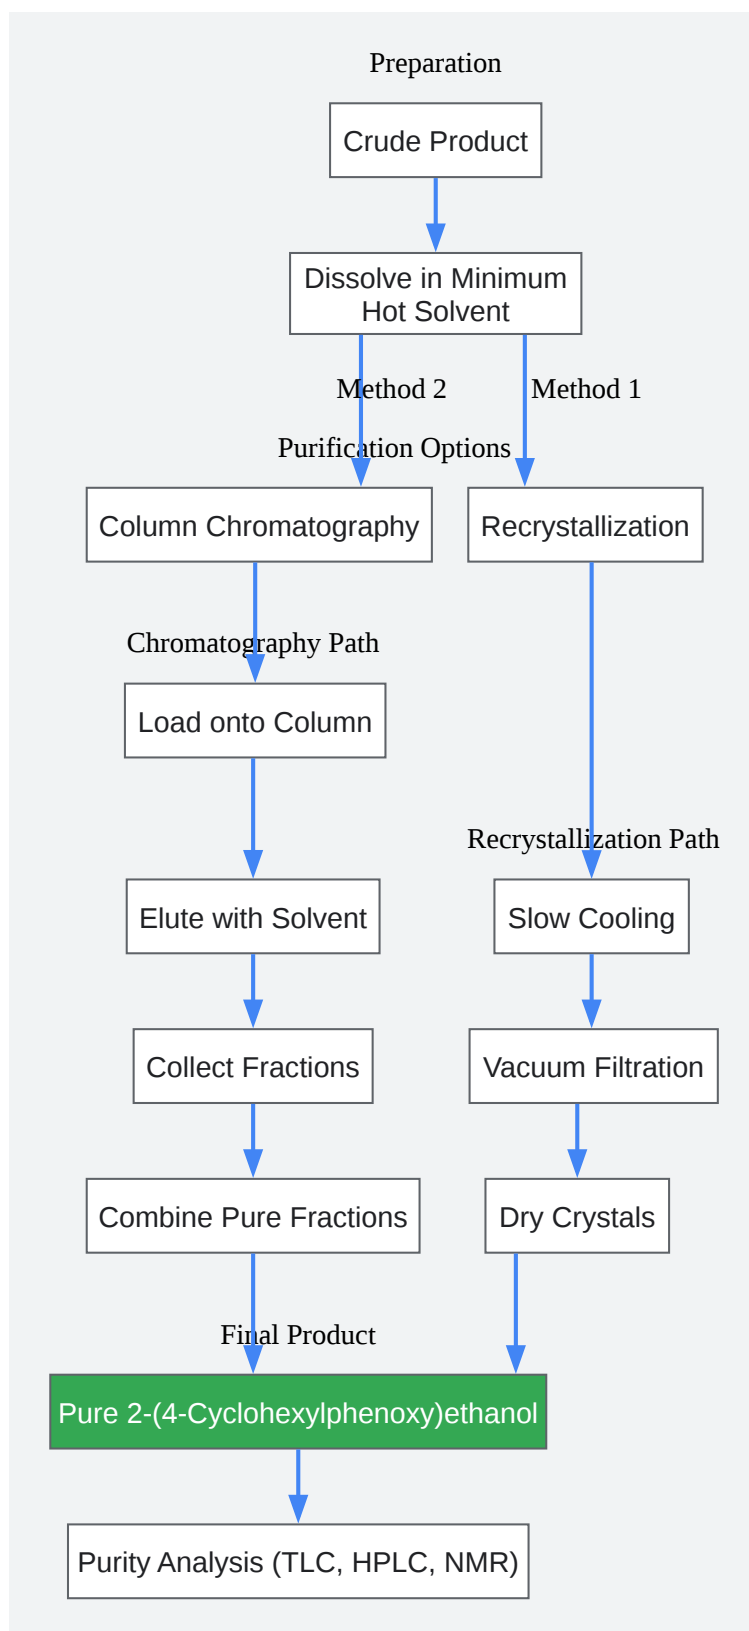 Preparation
Crude Product
Dissolve in Minimum
Hot Solvent
Method 2
Method 1
Purification Options
Column Chromatography
Recrystallization
Chromatography Path
Load onto Column
Recrystallization Path
Elute with Solvent
Slow Cooling
Collect Fractions
Vacuum Filtration
Combine Pure Fractions
Dry Crystals
Final Product
Pure 2-(4-Cyclohexylphenoxy)ethanol
Purity Analysis (TLC, HPLC, NMR)